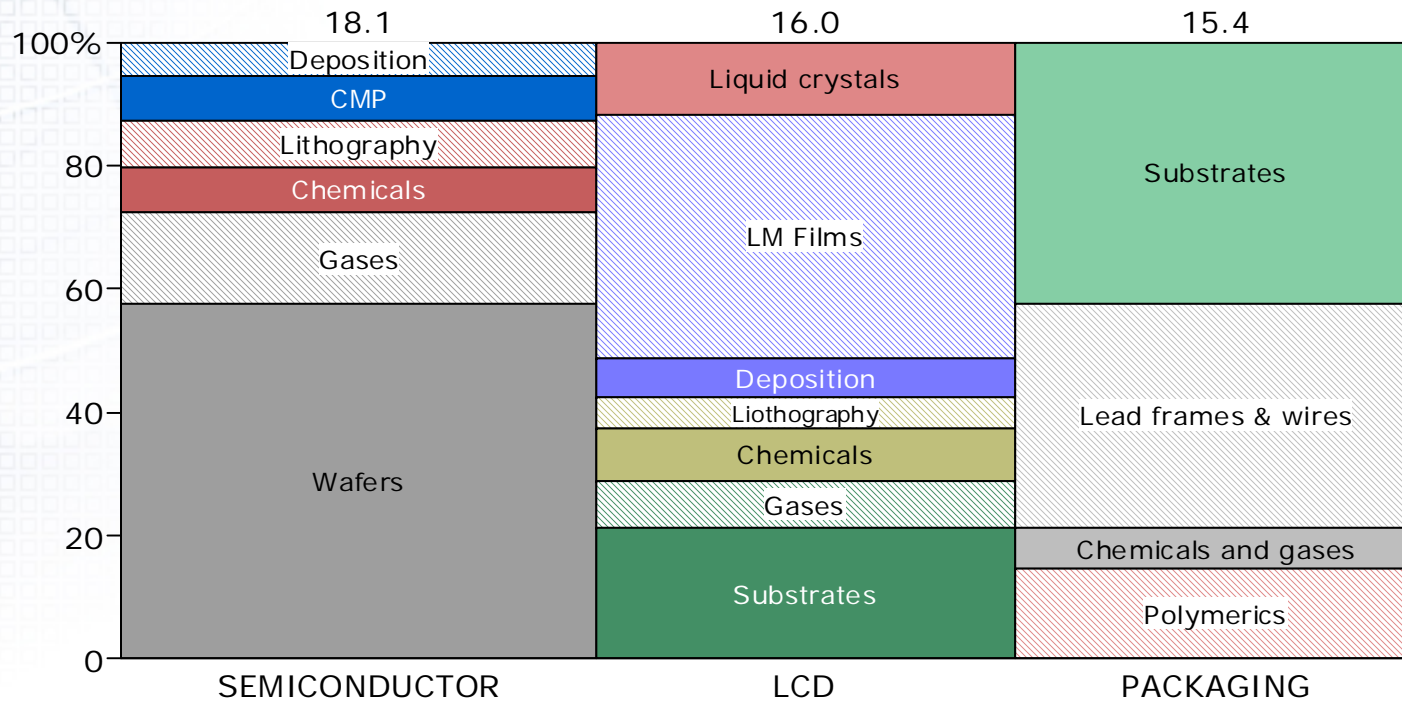 18.1 16.0 15.4
100%
80
60
40
20
0
Deposition
CMP
Lithography
Chemicals
Gases
Wafers
Liquid crystals
LM Films
Deposition
Liothography
Chemicals
Gases
Substrates
Substrates
Lead frames & wires
Chemicals and gases
Polymerics
SEMICONDUCTOR LCD PACKAGING